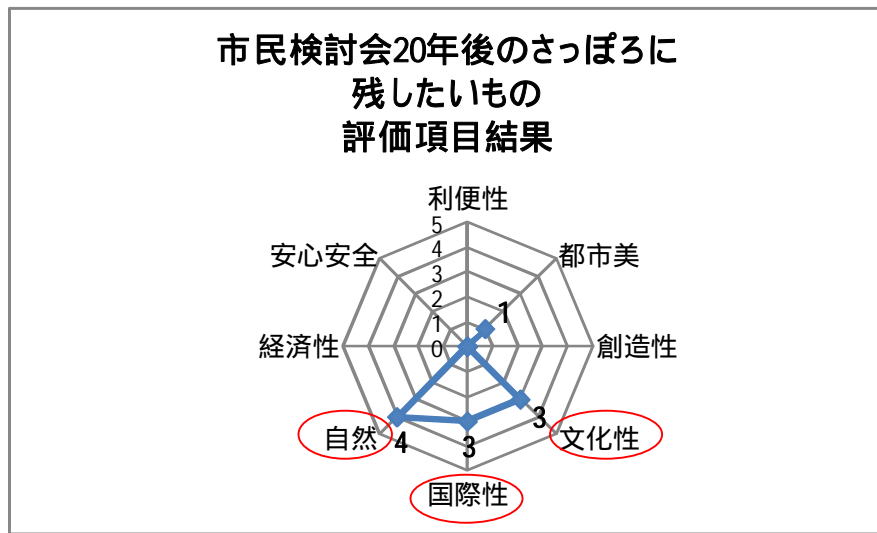 市民検討会20年後のさっぽろに
残したいもの
評価項目結果
利便性
5
4
3
2
1
0
都市美
1
創造性
文化性
3
国際性
3
自然
4
経済性
安心安全